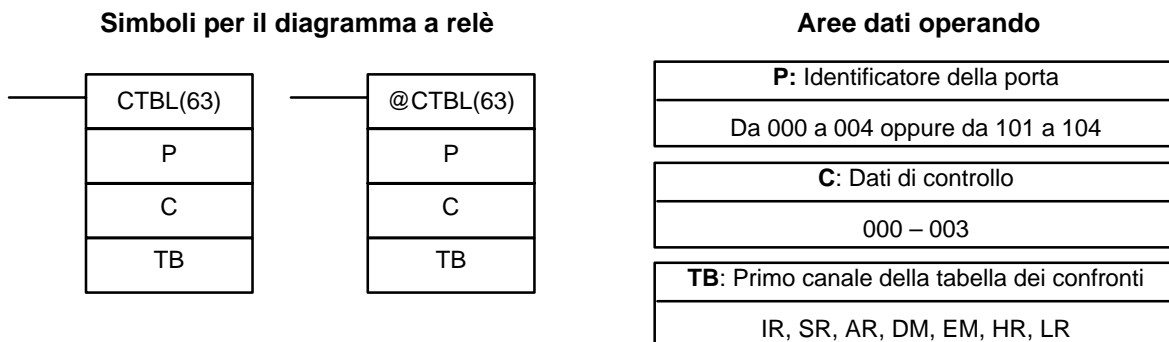 Simboli per il diagramma a relè
CTBL(63)
P
C
TB
@CTBL(63)
P
C
TB
Aree dati operando
P: Identificatore della porta
Da 000 a 004 oppure da 101 a 104
C: Dati di controllo
000 – 003
TB: Primo canale della tabella dei confronti
IR, SR, AR, DM, EM, HR, LR